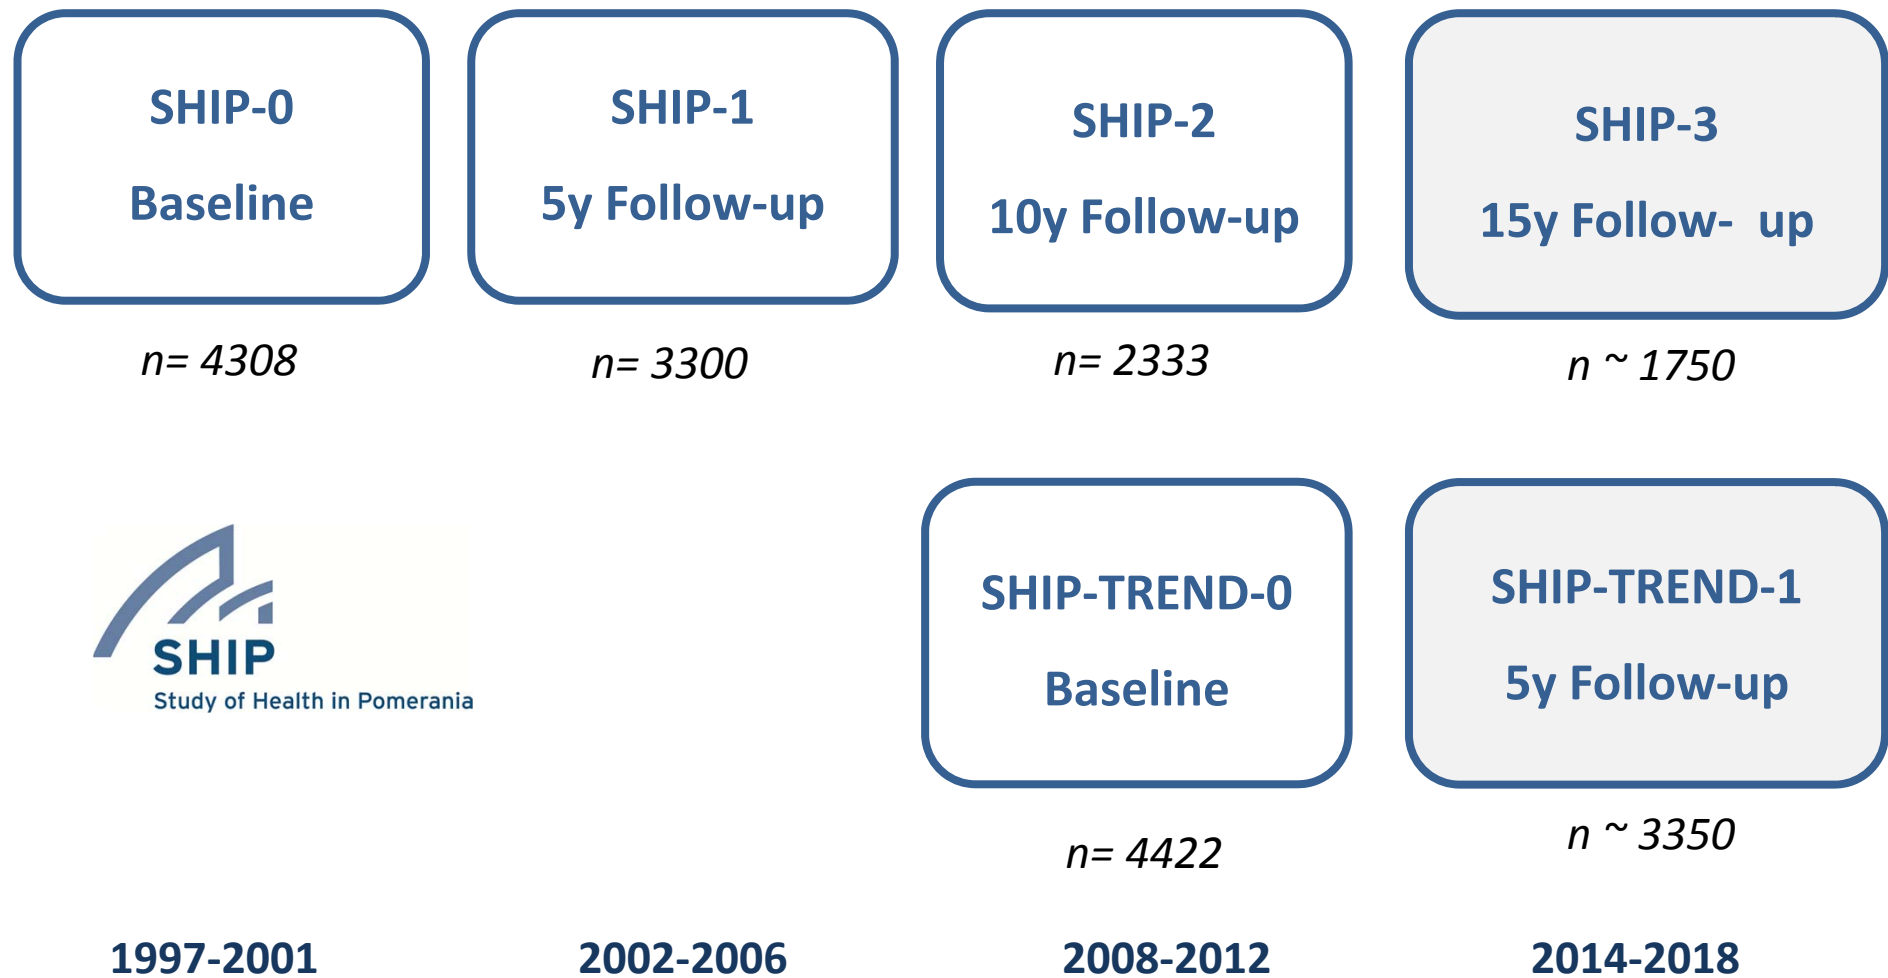 SHIP-0
Baseline
n= 4308
SHIP-1
5y Follow-up
n= 3300
SHIP-2
10y Follow-up
n= 2333
SHIP-3
15y Follow-  up
n ~ 1750
SHIP
Study of Health in Pomerania
SHIP-TREND-0
Baseline
n= 4422
SHIP-TREND-1
5y Follow-up
n ~ 3350
1997-2001
2002-2006
2008-2012
2014-2018